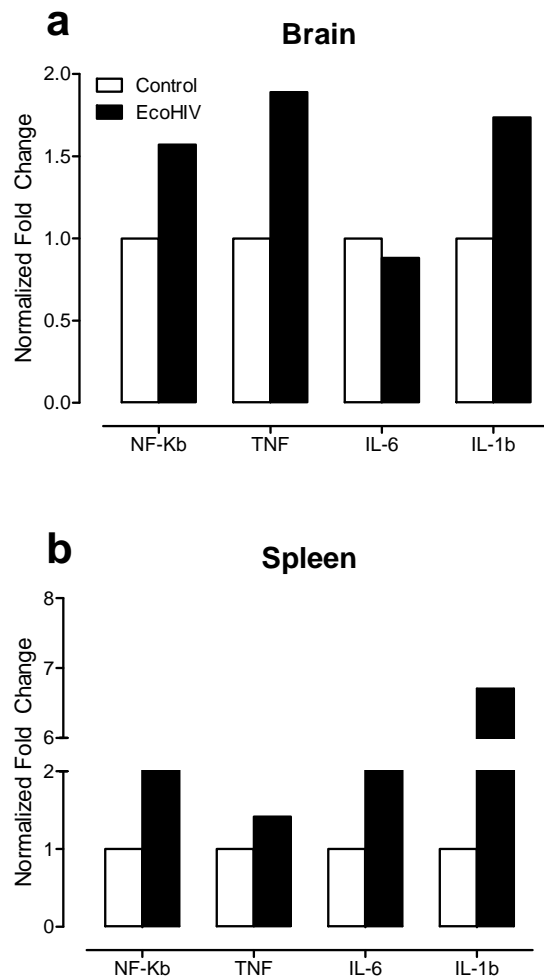 a
Brain
Control
EcoHIV
Normalized Fold Change
2.0
1.5
1.0
0.5
0.0
NF-Kb TNF IL-6 IL-1b
b
Spleen
Normalized Fold Change
8
7
6
2
1
0
NF-Kb TNF IL-6 IL-1b